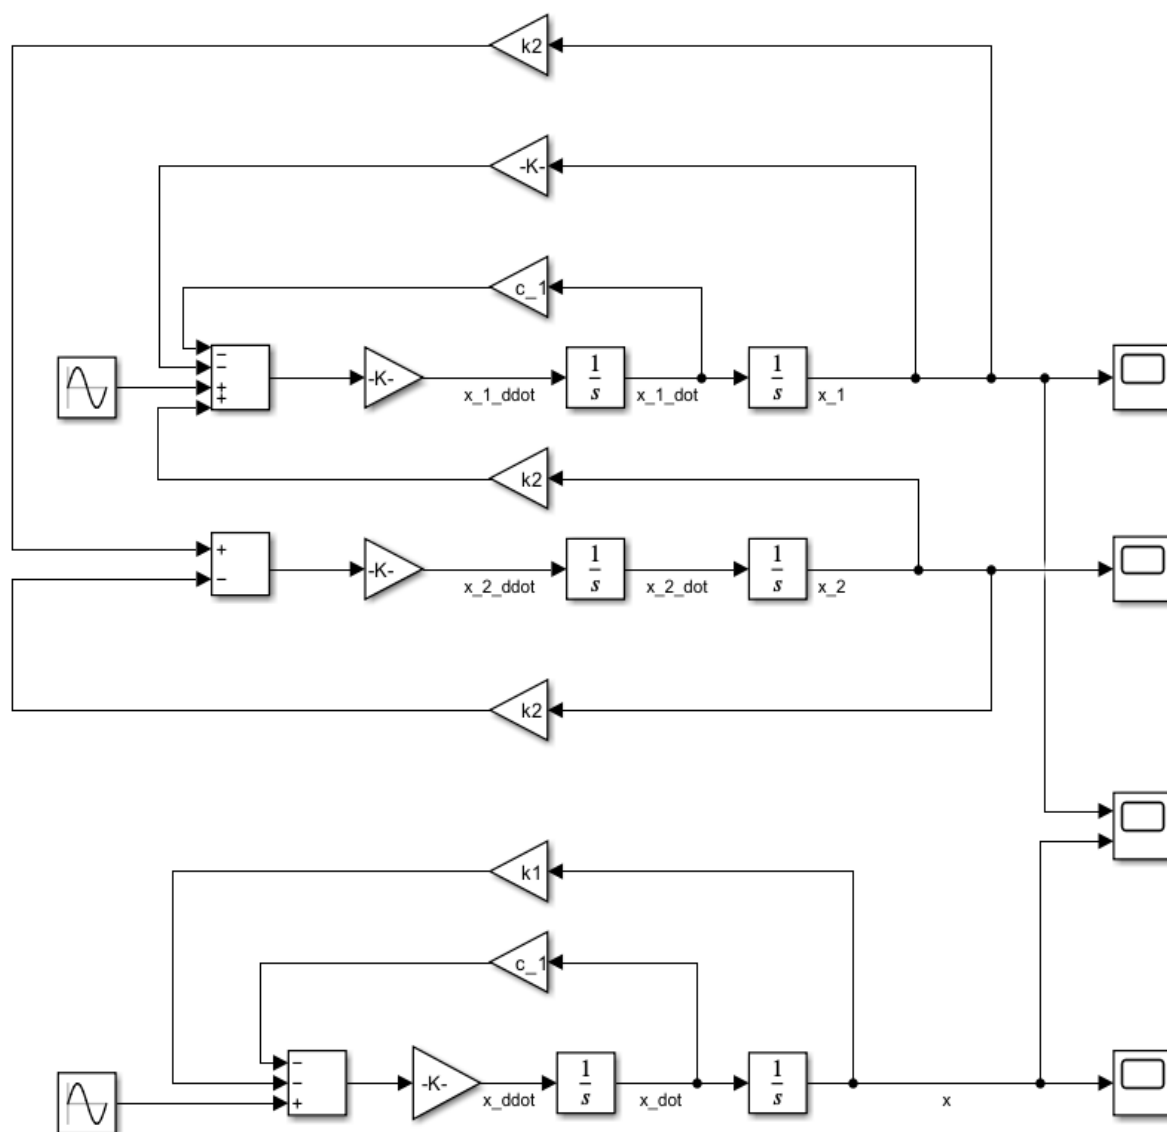 k2
-K-
c_1
−
−
+
+
-K-
x_1_ddot
1
s
x_1_dot
1
s
x_1
k2
+
−
-K-
x_2_ddot
1
s
x_2_dot
1
s
x_2
k2
k1
c_1
−
−
+
-K-
x_ddot
1
s
x_dot
1
s
x